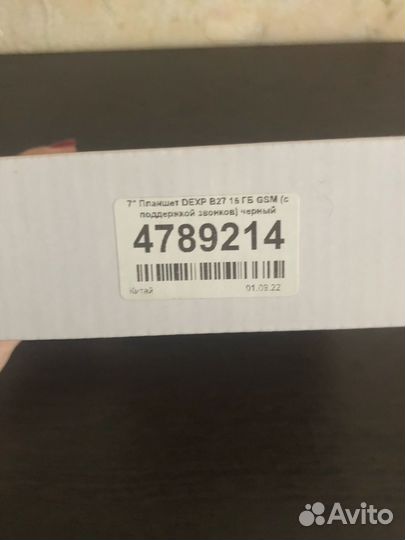 7" Планшет DEXP B27 16 ГБ GSM (с
поддержкой звонков) черный
4789214
Китай 01.09.22
Avito